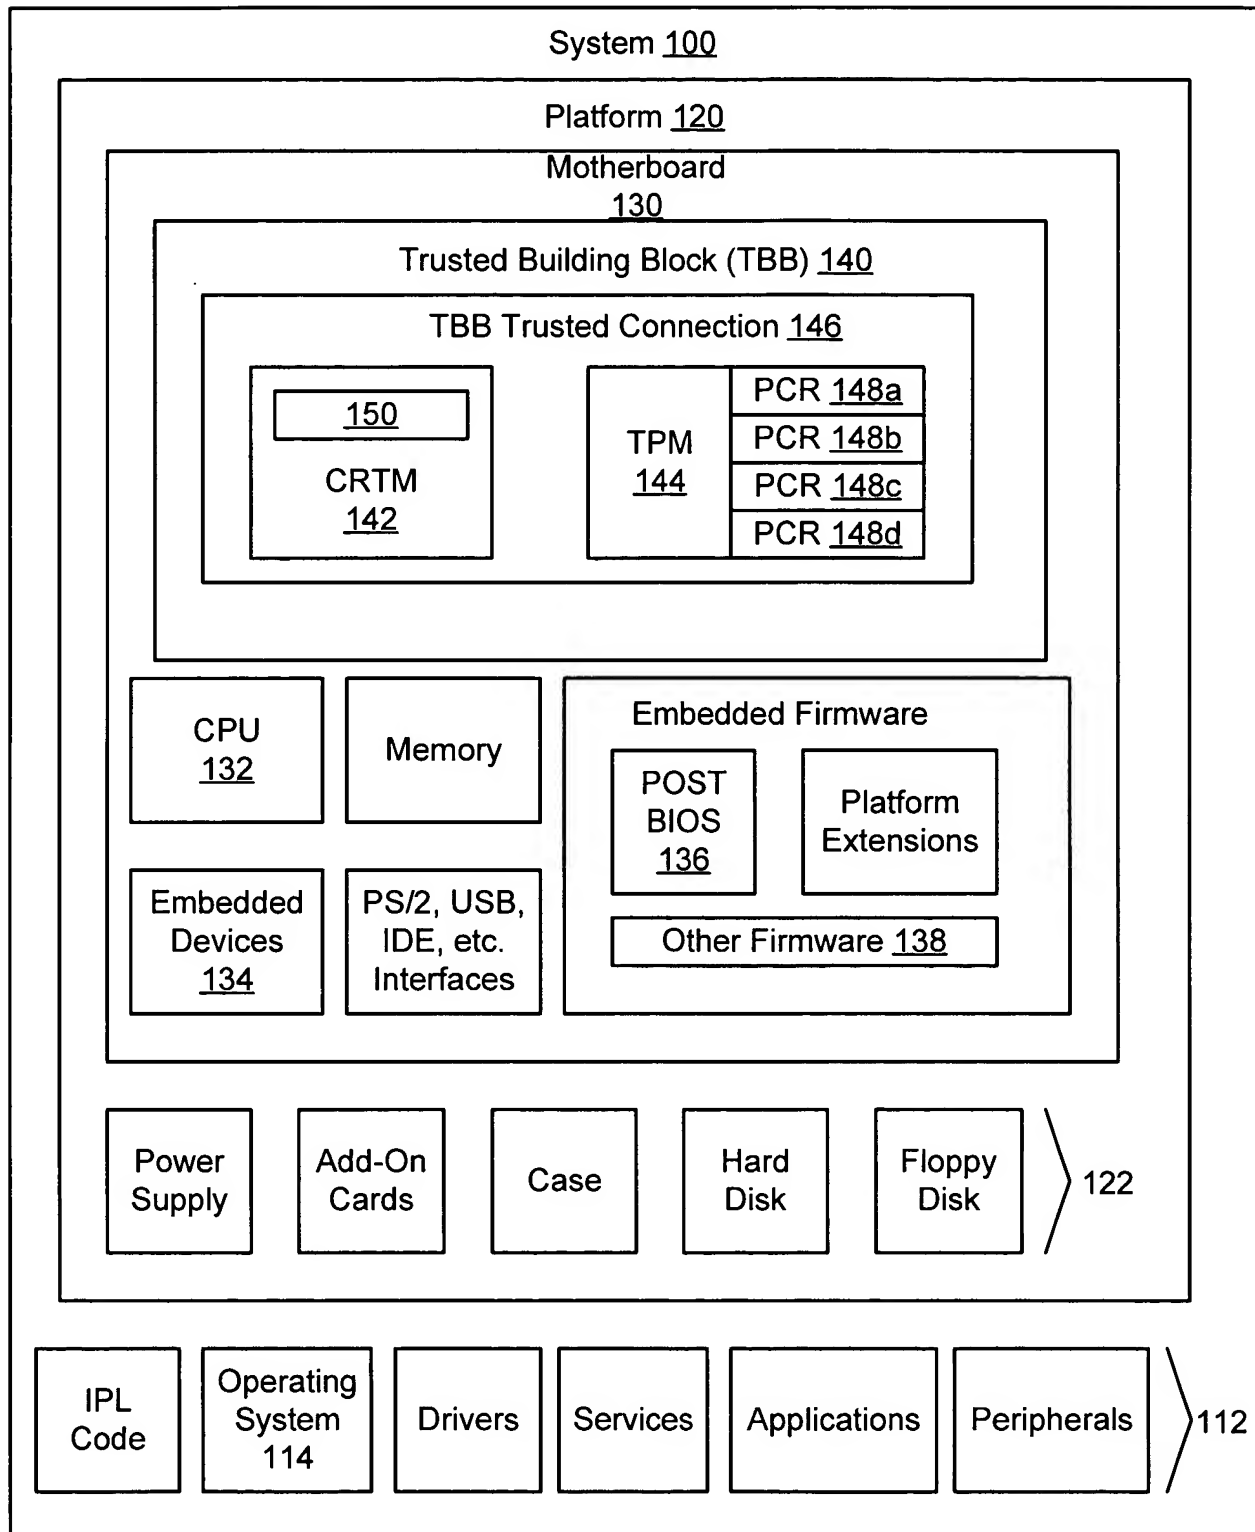 System 100
Platform 120
Motherboard
130
Trusted Building Block (TBB) 140
TBB Trusted Connection 146
150
CRTM
142
TPM
144
PCR 148a
PCR 148b
PCR 148c
PCR 148d
CPU
132
Memory
Embedded Firmware
POST
BIOS
136
Platform
Extensions
Other Firmware 138
Embedded
Devices
134
PS/2, USB,
IDE, etc.
Interfaces
Power
Supply
Add-On
Cards
Case
Hard
Disk
Floppy
Disk
122
IPL
Code
Operating
System
114
Drivers
Services
Applications
Peripherals
112